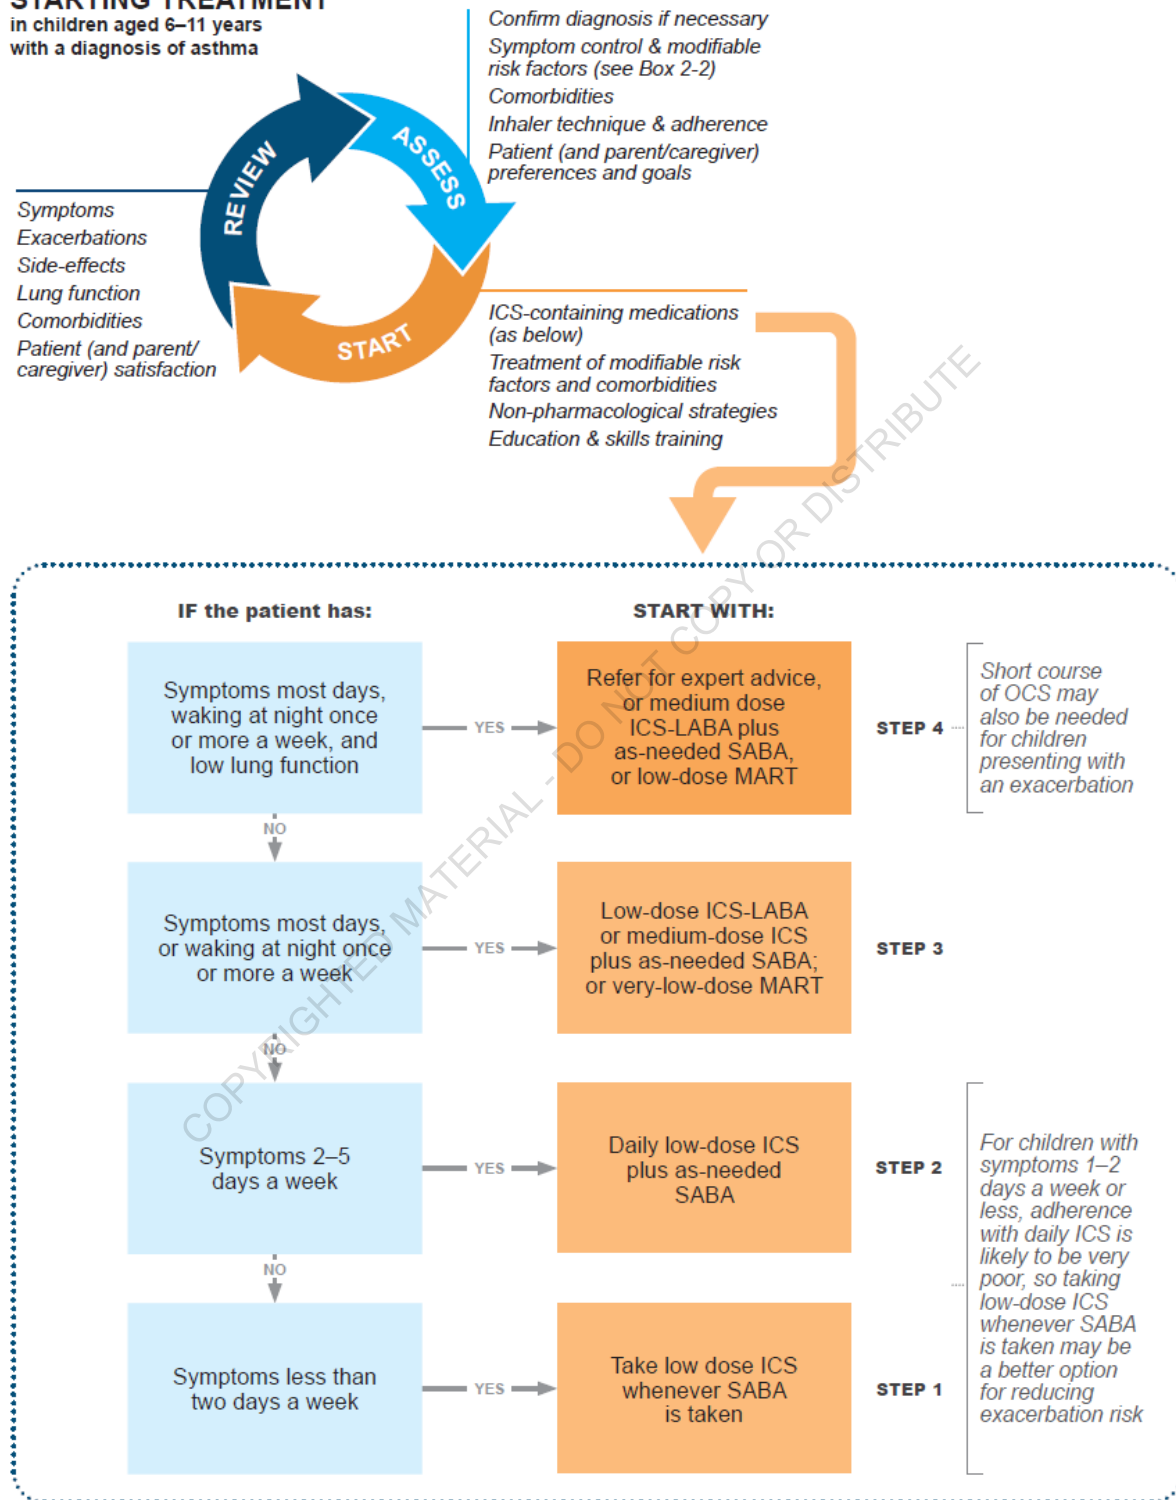 STARTING TREATMENT
in children aged 6–11 years
with a diagnosis of asthma
Confirm diagnosis if necessary
Symptom control & modifiable
risk factors (see Box 2-2)
Comorbidities
Inhaler technique & adherence
Patient (and parent/caregiver)
preferences and goals
REVIEW
ASSESS
START
Symptoms
Exacerbations
Side-effects
Lung function
Comorbidities
Patient (and parent/
caregiver) satisfaction
ICS-containing medications
(as below)
Treatment of modifiable risk
factors and comorbidities
Non-pharmacological strategies
Education & skills training
IF the patient has:
START WITH:
Symptoms most days,
waking at night once
or more a week, and
low lung function
YES
Refer for expert advice,
or medium dose
ICS-LABA plus
as-needed SABA,
or low-dose MART
STEP 4
Short course
of OCS may
also be needed
for children
presenting with
an exacerbation
NO
Symptoms most days,
or waking at night once
or more a week
YES
Low-dose ICS-LABA
or medium-dose ICS
plus as-needed SABA;
or very-low-dose MART
STEP 3
NO
Symptoms 2–5
days a week
YES
Daily low-dose ICS
plus as-needed
SABA
STEP 2
For children with
symptoms 1–2
days a week or
less, adherence
with daily ICS is
likely to be very
poor, so taking
low-dose ICS
whenever SABA
is taken may be
a better option
for reducing
exacerbation risk
NO
Symptoms less than
two days a week
YES
Take low dose ICS
whenever SABA
is taken
STEP 1
COPYRIGHTED MATERIAL - DO NOT COPY OR DISTRIBUTE